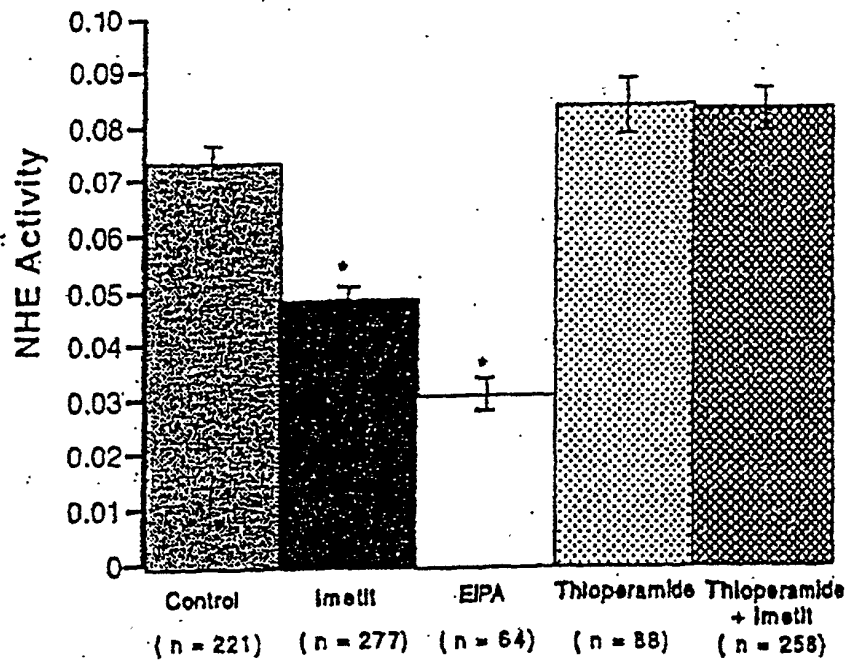 0.10
0.09
0.08
0.07
0.06
0.05
0.04
0.03
0.02
0.01
0
NHE Activity
*
*
Control
Imetit
EIPA
Thioperamide
Thioperamide
+ Imetit
( n = 221)
( n = 277)
( n = 64)
( n = 88)
( n = 258)